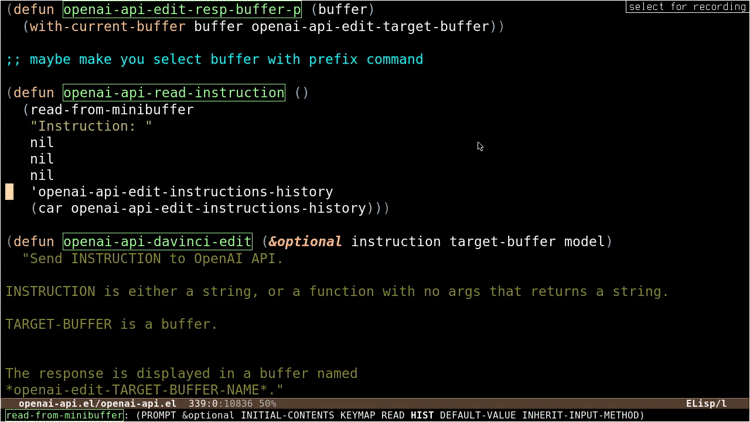 (defun openai-api-edit-resp-buffer-p (buffer)
select for recording
  (with-current-buffer buffer openai-api-edit-target-buffer))
;; maybe make you select buffer with prefix command
(defun openai-api-read-instruction ()
  (read-from-minibuffer
   "Instruction: "
   nil
   nil
   nil
   'openai-api-edit-instructions-history
   (car openai-api-edit-instructions-history)))
(defun openai-api-davinci-edit (&optional instruction target-buffer model)
  "Send INSTRUCTION to OpenAI API.
INSTRUCTION is either a string, or a function with no args that returns a string.
TARGET-BUFFER is a buffer.
The response is displayed in a buffer named
*openai-edit-TARGET-BUFFER-NAME*."
openai-api.el/openai-api.el  339:0:10836 50%  ELisp/l
read-from-minibuffer: (PROMPT &optional INITIAL-CONTENTS KEYMAP READ HIST DEFAULT-VALUE INHERIT-INPUT-METHOD)